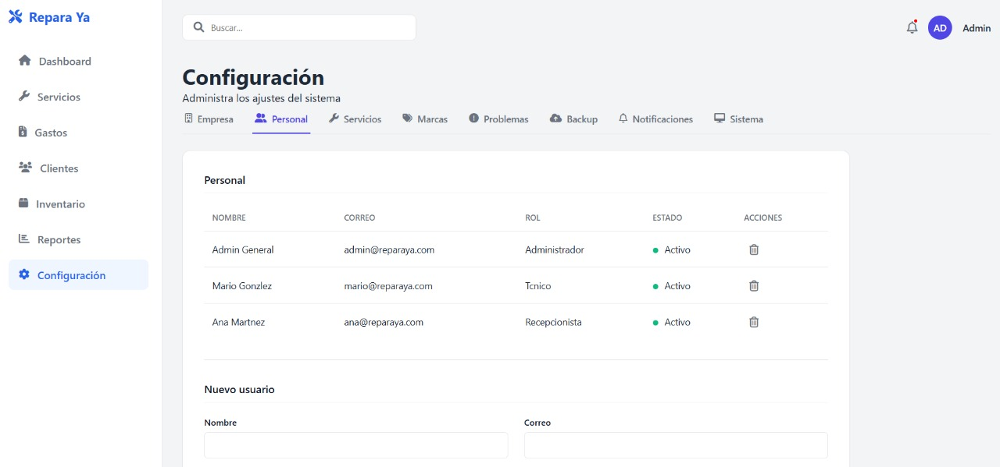 Repara Ya
Buscar...
AD
Admin
Dashboard
Servicios
Gastos
Clientes
Inventario
Reportes
Configuración
Configuración
Administra los ajustes del sistema
Empresa Personal Servicios Marcas Problemas Backup Notificaciones Sistema
Personal
NOMBRE CORREO ROL ESTADO ACCIONES
Admin General admin@reparaya.com Administrador Activo
Mario Gonzlez mario@reparaya.com Tcnico Activo
Ana Martnez ana@reparaya.com Recepcionista Activo
Nuevo usuario
Nombre Correo